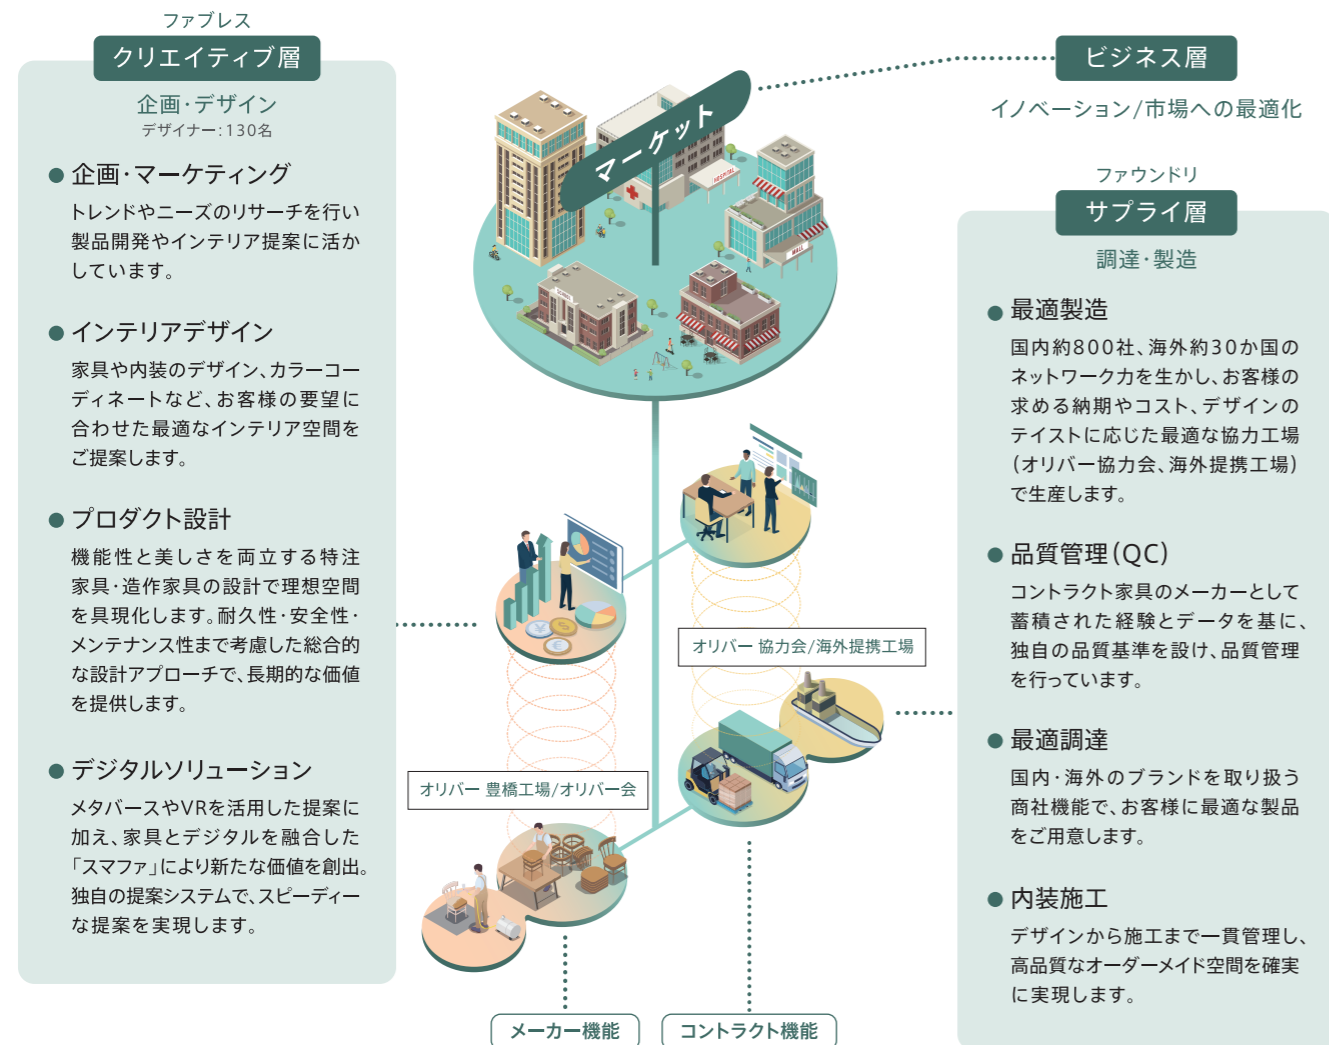 ファブレス
クリエイティブ層
企画・デザイン
デザイナー：130名
● 企画・マーケティング
トレンドやニーズのリサーチを行い
製品開発やインテリア提案に活か
しています。
● インテリアデザイン
家具や内装のデザイン、カラーコー
ディネートなど、お客様の要望に
合わせた最適なインテリア空間を
ご提案します。
● プロダクト設計
機能性と美しさを両立する特注
家具・造作家具の設計で理想空間
を具現化します。耐久性・安全性・
メンテナンス性まで考慮した総合的
な設計アプローチで、長期的な価値
を提供します。
● デジタルソリューション
メタバースやVRを活用した提案に
加え、家具とデジタルを融合した
「スマファ」により新たな価値を創出。
独自の提案システムで、スピーディー
な提案を実現します。
マーケット
HOSPITAL
MALL
オリバー 協力会/海外提携工場
オリバー 豊橋工場/オリバー会
メーカー機能
コントラクト機能
ビジネス層
イノベーション/市場への最適化
ファウンドリ
サプライ層
調達・製造
● 最適製造
国内約800社、海外約30か国の
ネットワーク力を生かし、お客様の
求める納期やコスト、デザインの
テイストに応じた最適な協力工場
（オリバー協力会、海外提携工場）
で生産します。
● 品質管理（QC）
コントラクト家具のメーカーとして
蓄積された経験とデータを基に、
独自の品質基準を設け、品質管理
を行っています。
● 最適調達
国内・海外のブランドを取り扱う
商社機能で、お客様に最適な製品
をご用意します。
● 内装施工
デザインから施工まで一貫管理し、
高品質なオーダーメイド空間を確実
に実現します。